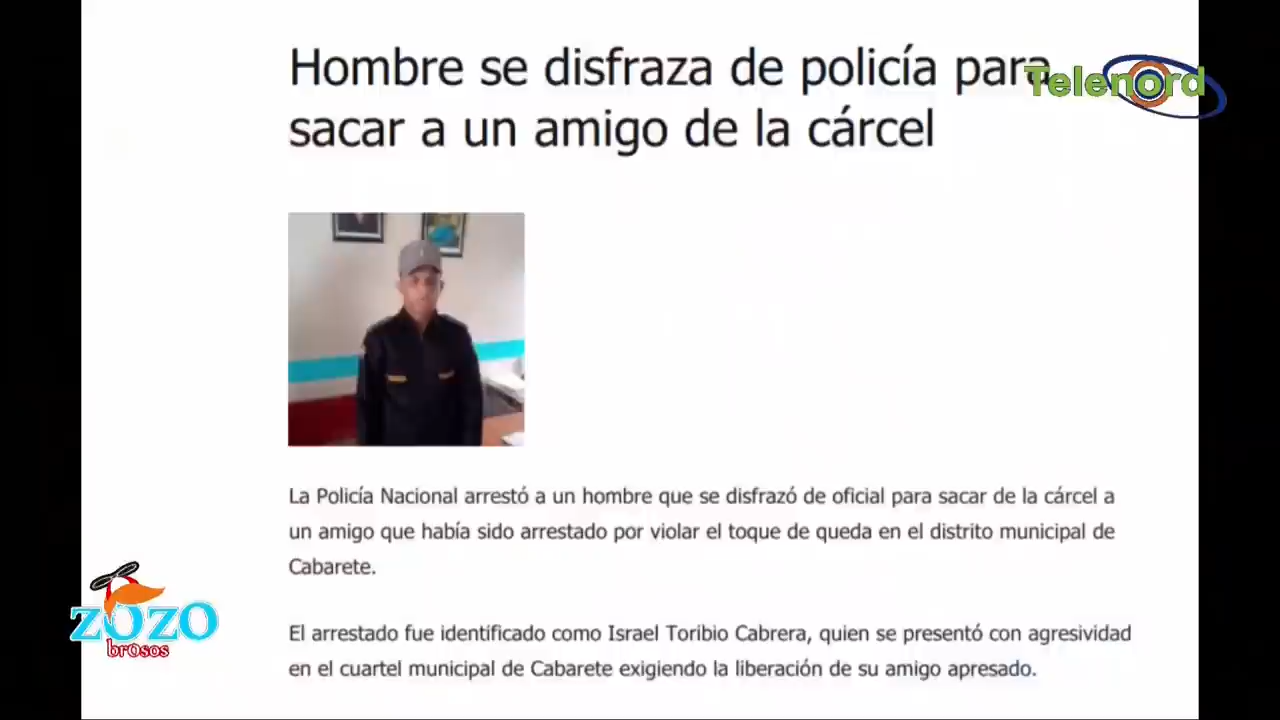 Hombre se disfraza de policía para
sacar a un amigo de la cárcel
Telenord
La Policía Nacional arrestó a un hombre que se disfrazó de oficial para sacar de la cárcel a
un amigo que había sido arrestado por violar el toque de queda en el distrito municipal de
Cabarete.
El arrestado fue identificado como Israel Toribio Cabrera, quien se presentó con agresividad
en el cuartel municipal de Cabarete exigiendo la liberación de su amigo apresado.
ZOZO
brosos